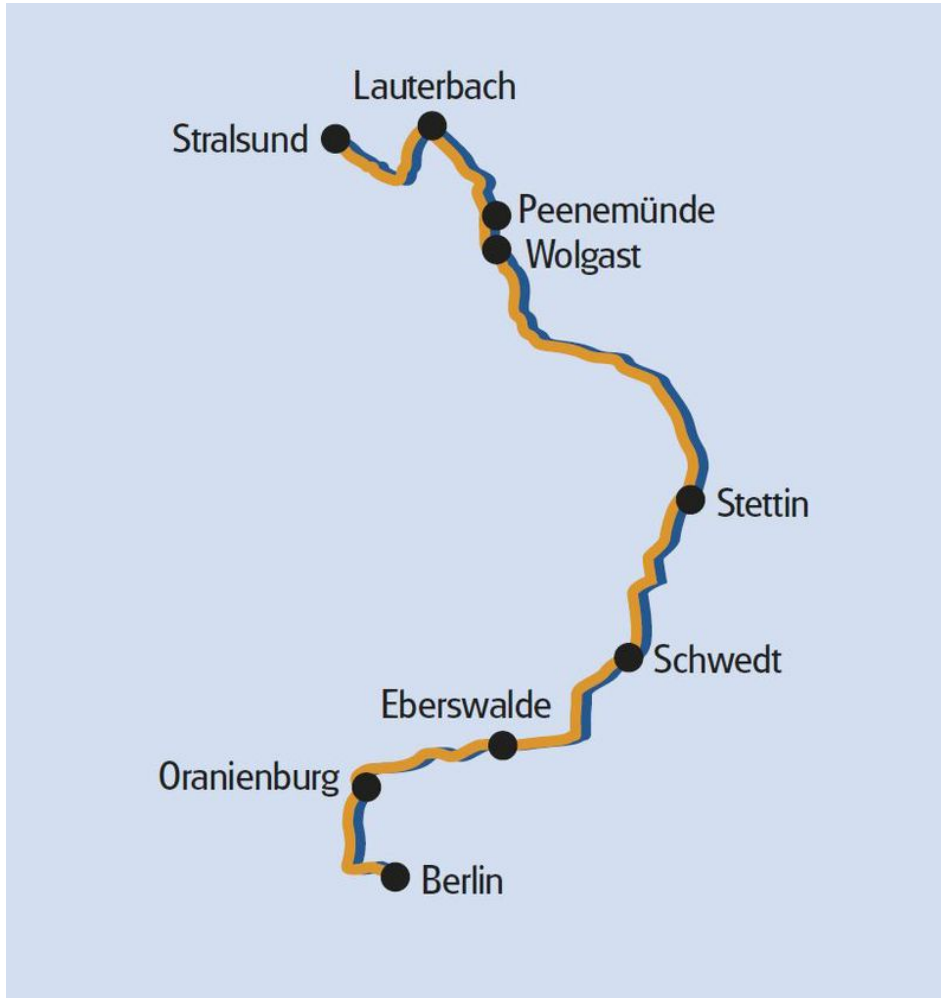 Lauterbach
Stralsund
Peenemünde
Wolgast
Stettin
Schwedt
Eberswalde
Oranienburg
Berlin